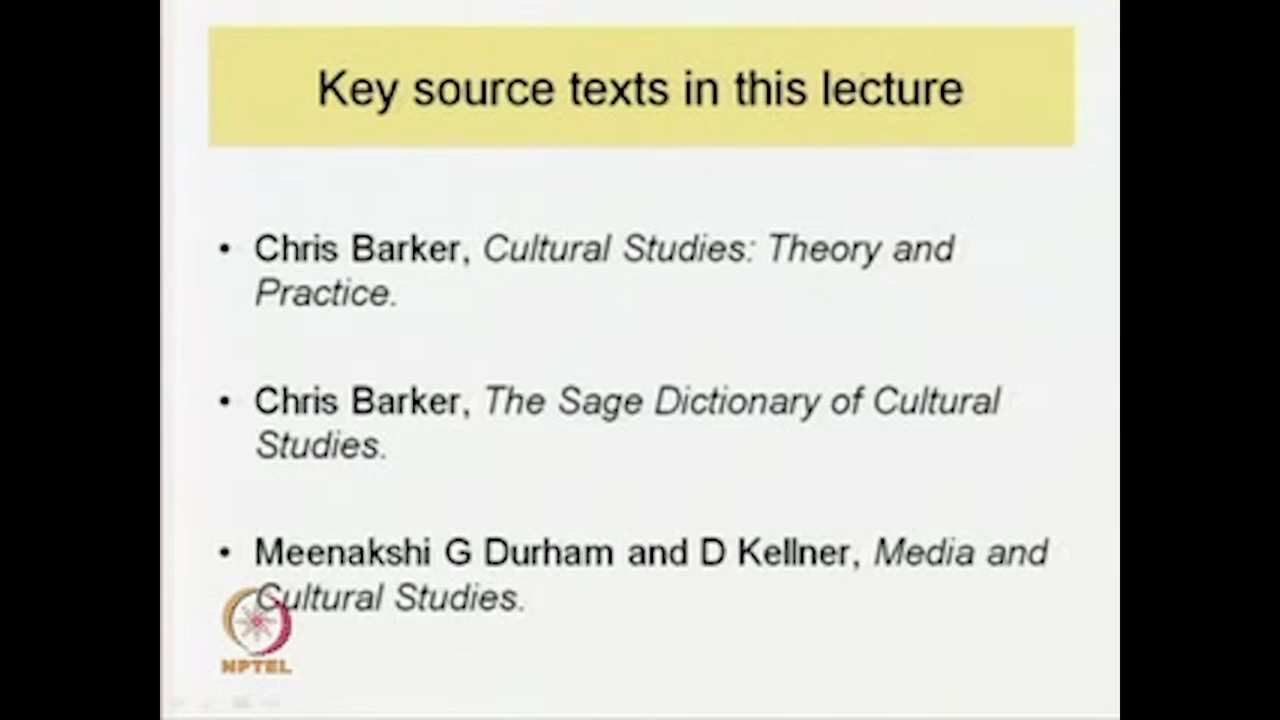 Key source texts in this lecture
• Chris Barker, Cultural Studies: Theory and
Practice.
• Chris Barker, The Sage Dictionary of Cultural
Studies.
• Meenakshi G Durham and D Kellner, Media and
Cultural Studies.
NPTEL